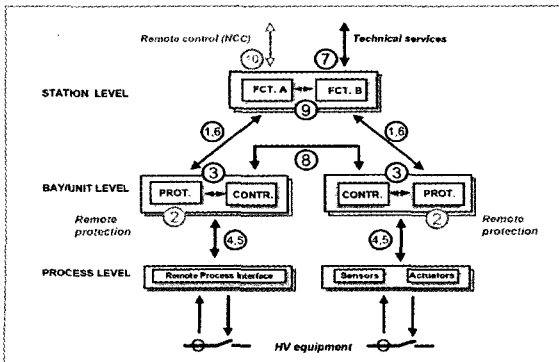 Remote control (NCC)
Technical services
10
7
STATION LEVEL
FCT. A
FCT. B
9
1,6
1,6
8
3
3
BAY/UNIT LEVEL
PROT.
CONTR.
CONTR.
PROT.
2
2
Remote protection
Remote protection
4,5
4,5
PROCESS LEVEL
Remote Process Interface
Sensors
Actuators
HV equipment